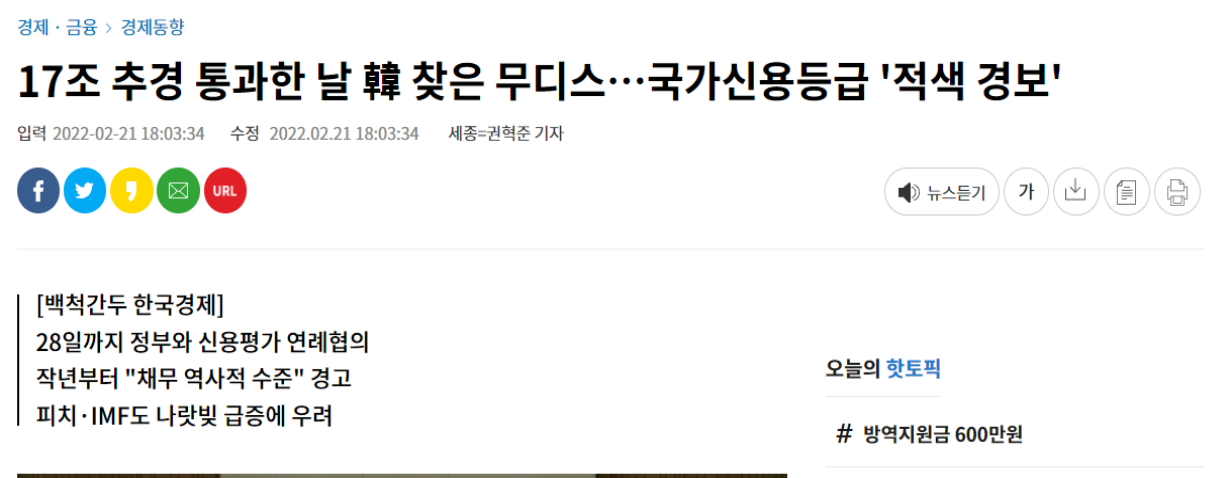 경제 · 금융 > 경제동향
17조 추경 통과한 날 韓 찾은 무디스…국가신용등급 '적색 경보'
입력 2022-02-21 18:03:34 수정 2022.02.21 18:03:34 세종=권혁준 기자
f URL 뉴스듣기 가
[백척간두 한국경제]
28일까지 정부와 신용평가 연례협의
작년부터 "채무 역사적 수준" 경고
피치·IMF도 나랏빚 급증에 우려
오늘의 핫토픽
# 방역지원금 600만원